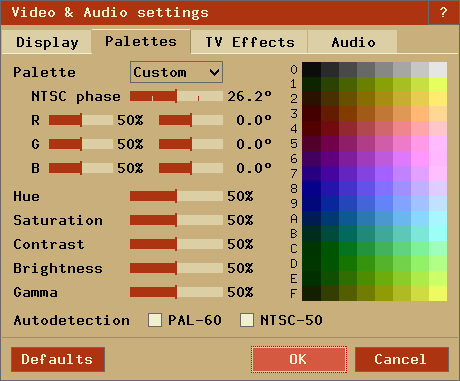 Video & Audio settings ?
Display Palettes TV Effects Audio
Palette Custom
NTSC phase 26.2°
R 50% 0.0°
G 50% 0.0°
B 50% 0.0°
Hue 50%
Saturation 50%
Contrast 50%
Brightness 50%
Gamma 50%
Autodetection PAL-60 NTSC-50
0
1
2
3
4
5
6
7
8
9
A
B
C
D
E
F
Defaults OK Cancel